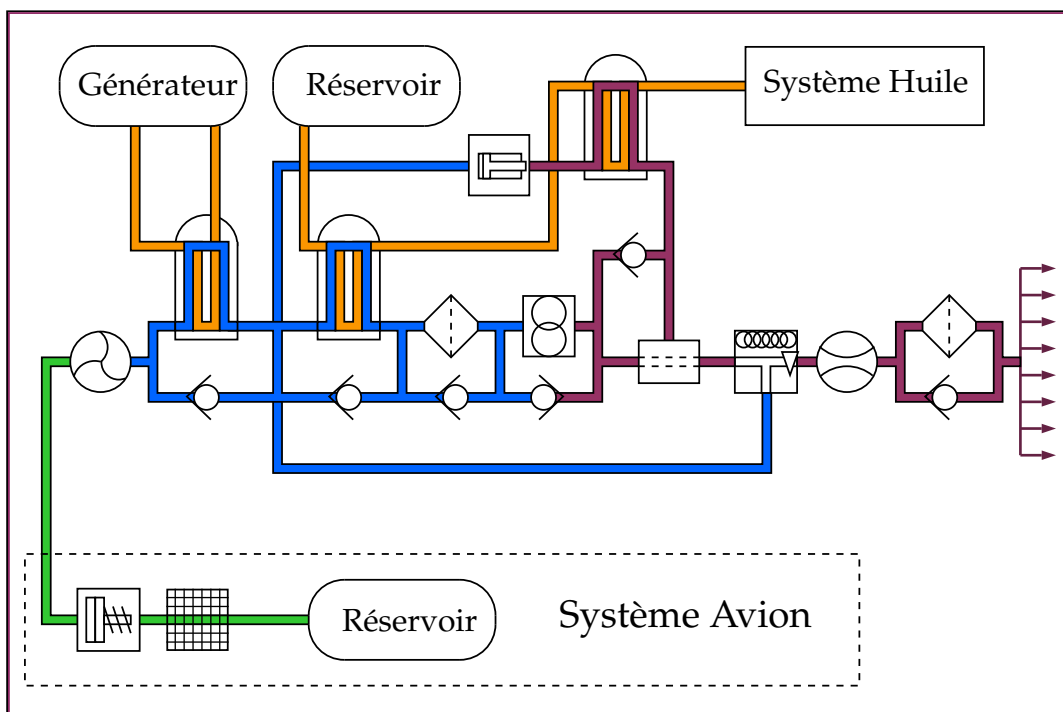 Générateur
Réservoir
Système Huile
Réservoir
Système Avion